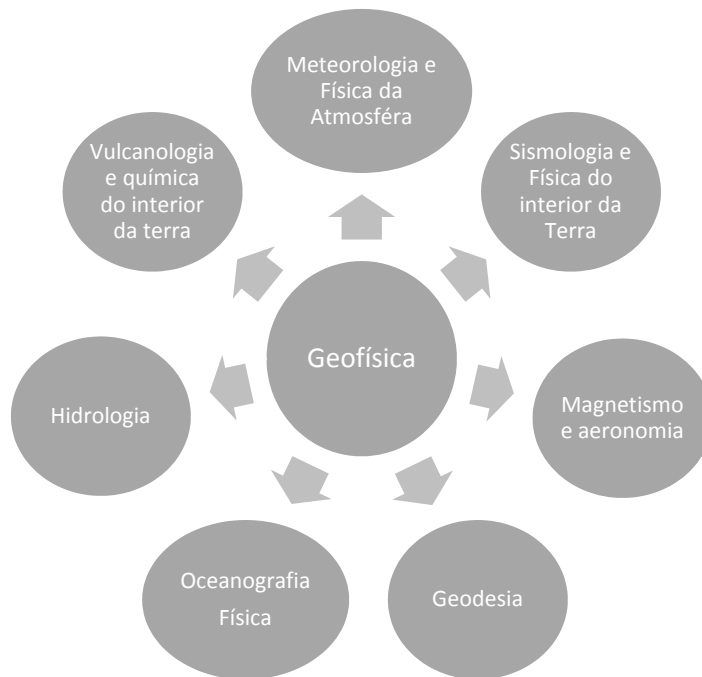 Meteorologia e
Física da
Atmosféra
Sismologia e
Física do
interior da
Terra
Magnetismo
e aeronomia
Geodesia
Oceanografia
Física
Hidrologia
Vulcanologia
e química
do interior
da terra
Geofísica